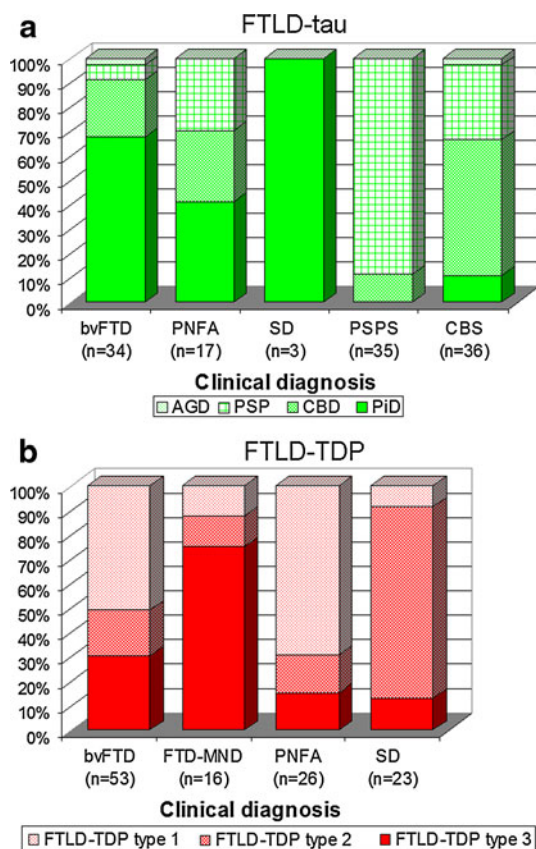 a
FTLD-tau
100%
90%
80%
70%
60%
50%
40%
30%
20%
10%
0%
bvFTD PNFA SD PSPS CBS
(n=34) (n=17) (n=3) (n=35) (n=36)
Clinical diagnosis
AGD PSP CBD PiD
b
FTLD-TDP
100%
90%
80%
70%
60%
50%
40%
30%
20%
10%
0%
bvFTD FTD-MND PNFA SD
(n=53) (n=16) (n=26) (n=23)
Clinical diagnosis
FTLD-TDP type 1 FTLD-TDP type 2 FTLD-TDP type 3